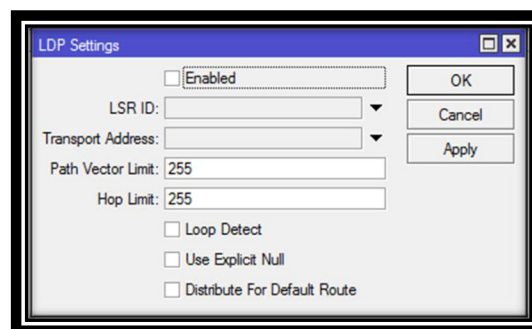 LDP Settings
Enabled
OK
LSR ID:
Cancel
Transport Address:
Apply
Path Vector Limit: 255
Hop Limit: 255
Loop Detect
Use Explicit Null
Distribute For Default Route